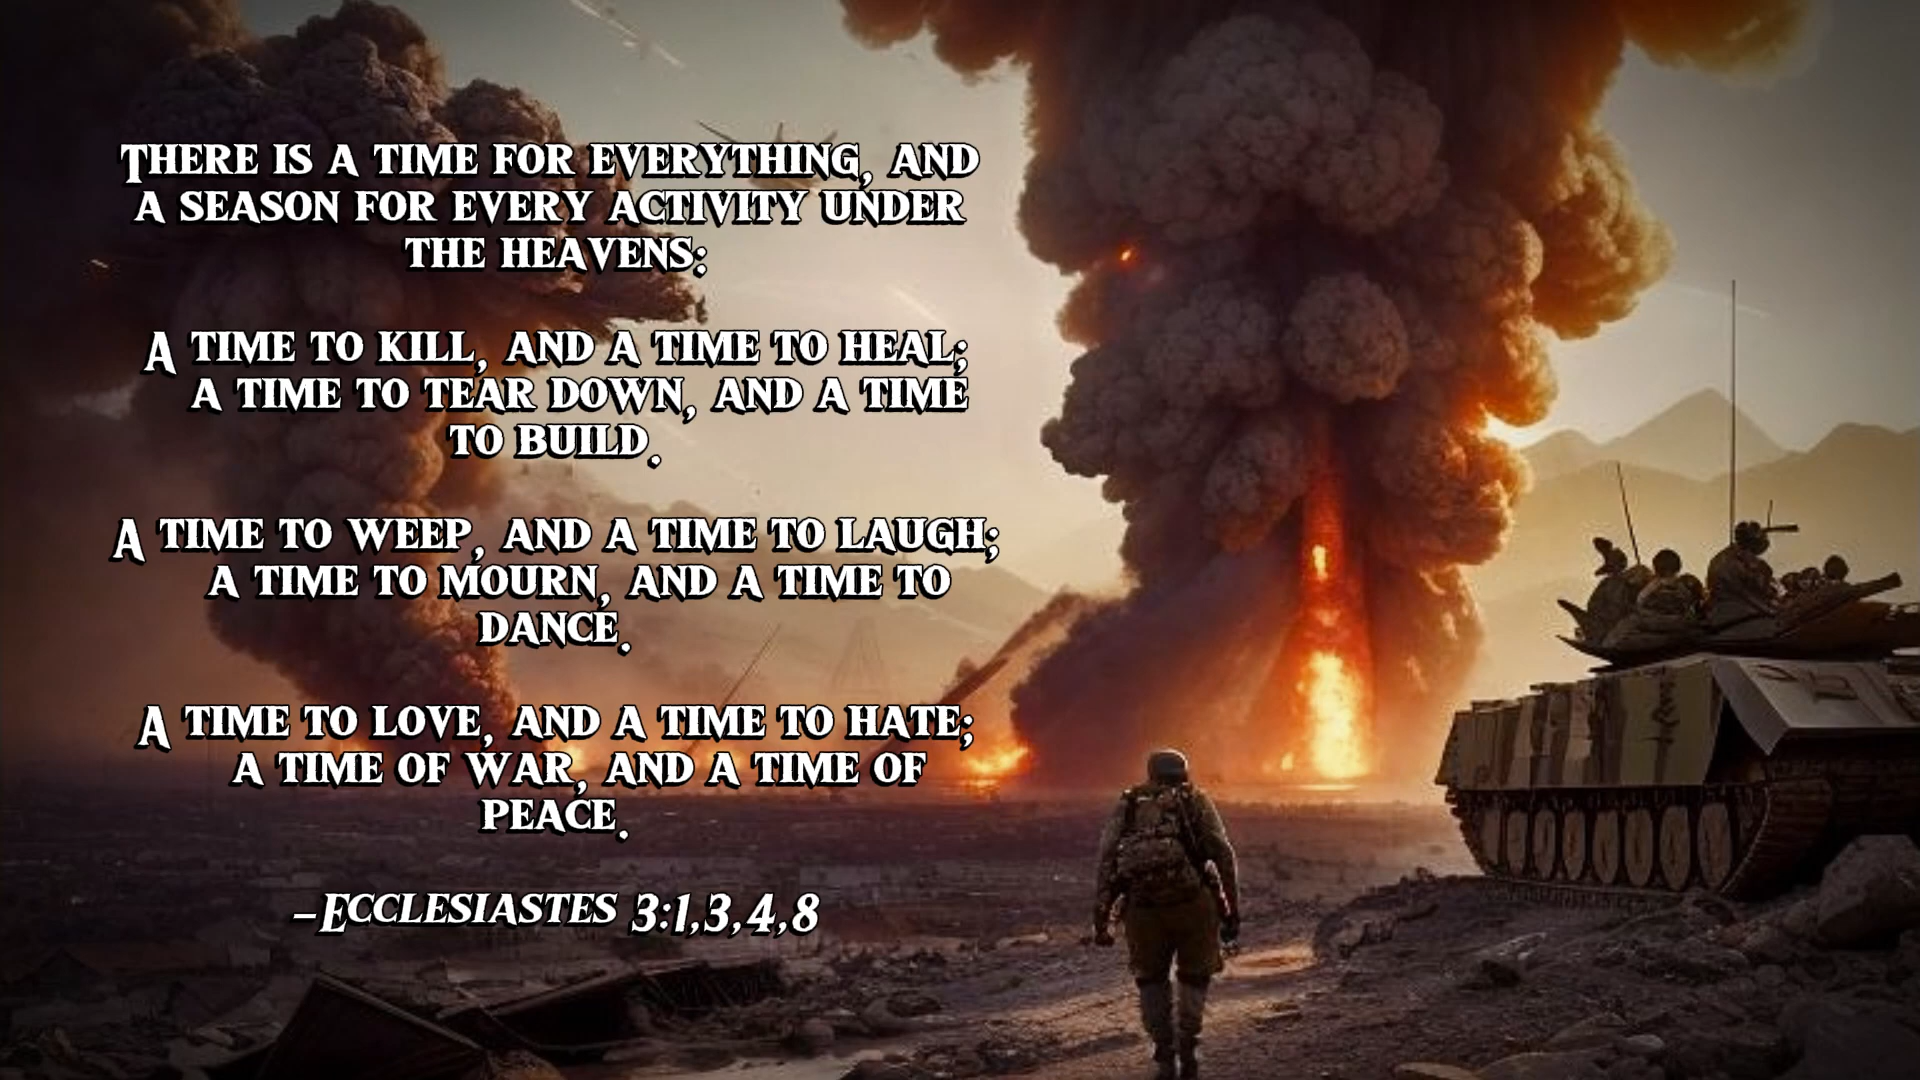 There is a time for everything, and
a season for every activity under
the heavens:
A time to kill, and a time to heal;
a time to tear down, and a time
to build.
A time to weep, and a time to laugh;
a time to mourn, and a time to
dance.
A time to love, and a time to hate;
a time of war, and a time of
peace.
–Ecclesiastes 3:1,3,4,8